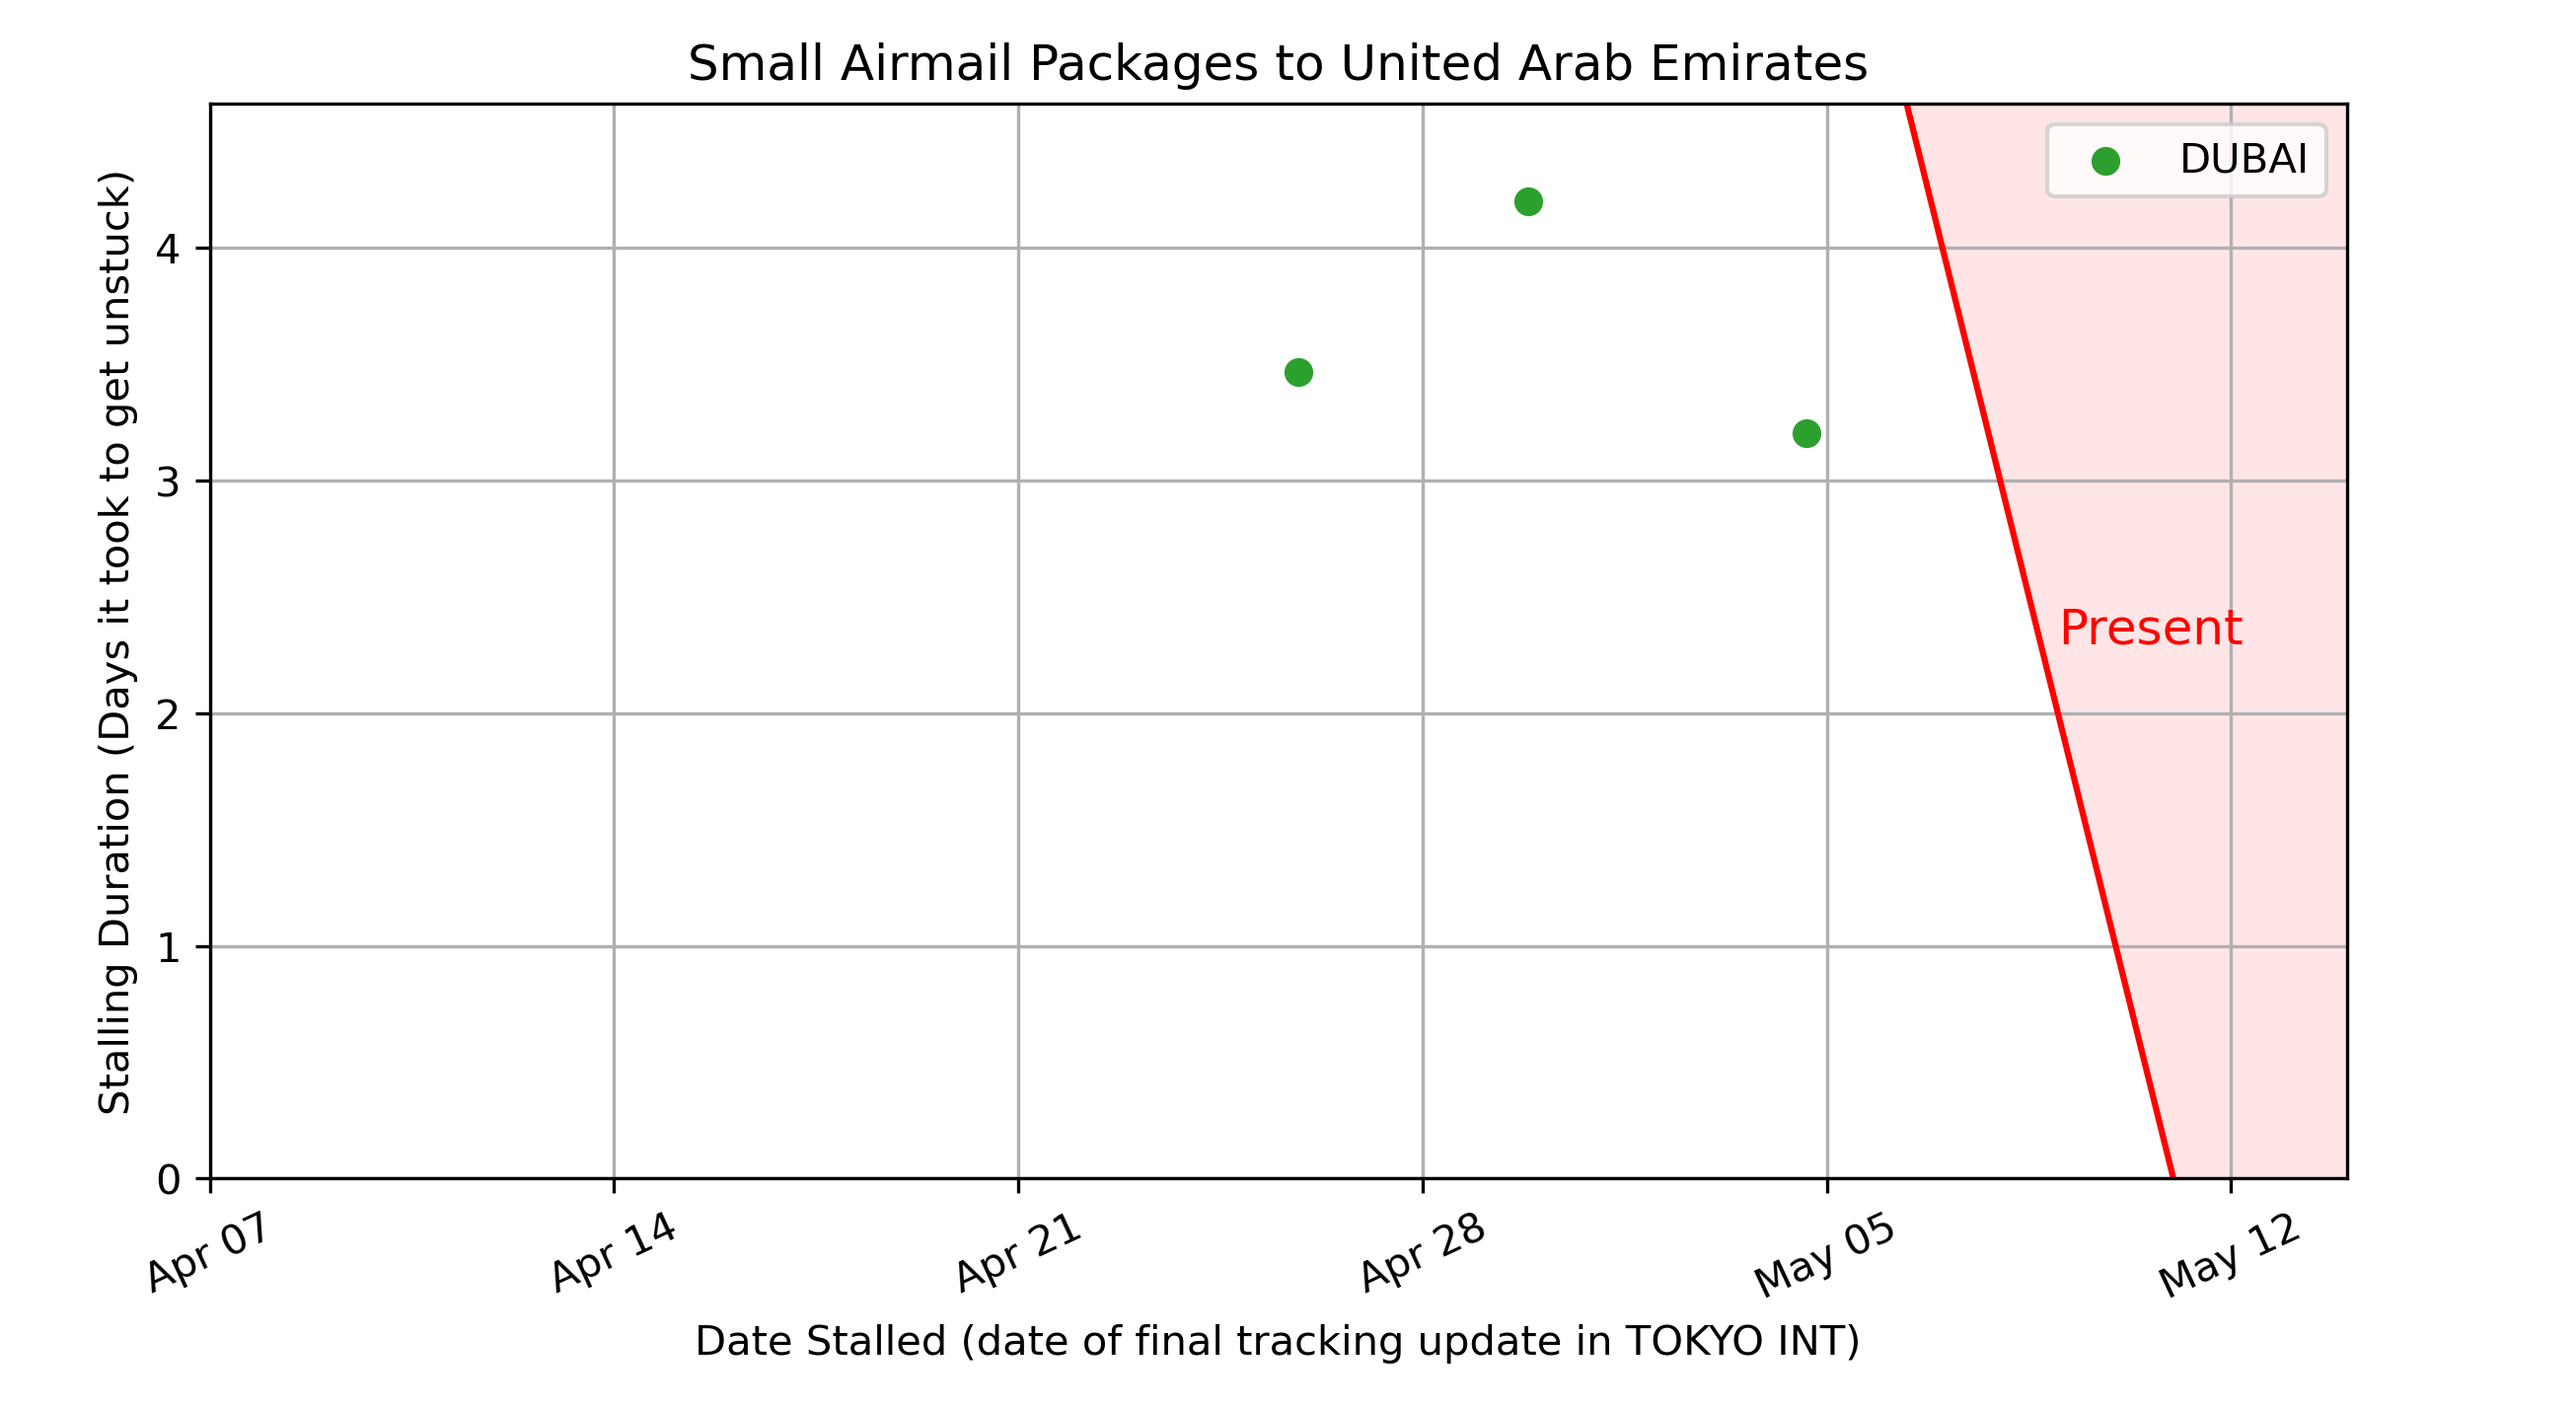 Small Airmail Packages to United Arab Emirates
DUBAI
Stalling Duration (Days it took to get unstuck)
4
3
2
1
0
Present
Apr 07
Apr 14
Apr 21
Apr 28
May 05
May 12
Date Stalled (date of final tracking update in TOKYO INT)